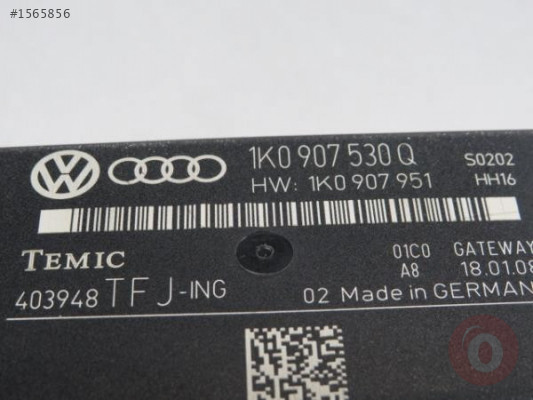 #1565856
1K0 907 530 Q S0202
HW: 1K0 907 951 HH16
TEMIC 01C0 GATEWAY
A8 18.01.08
403948 TFJ-ING 02 Made in GERMAN